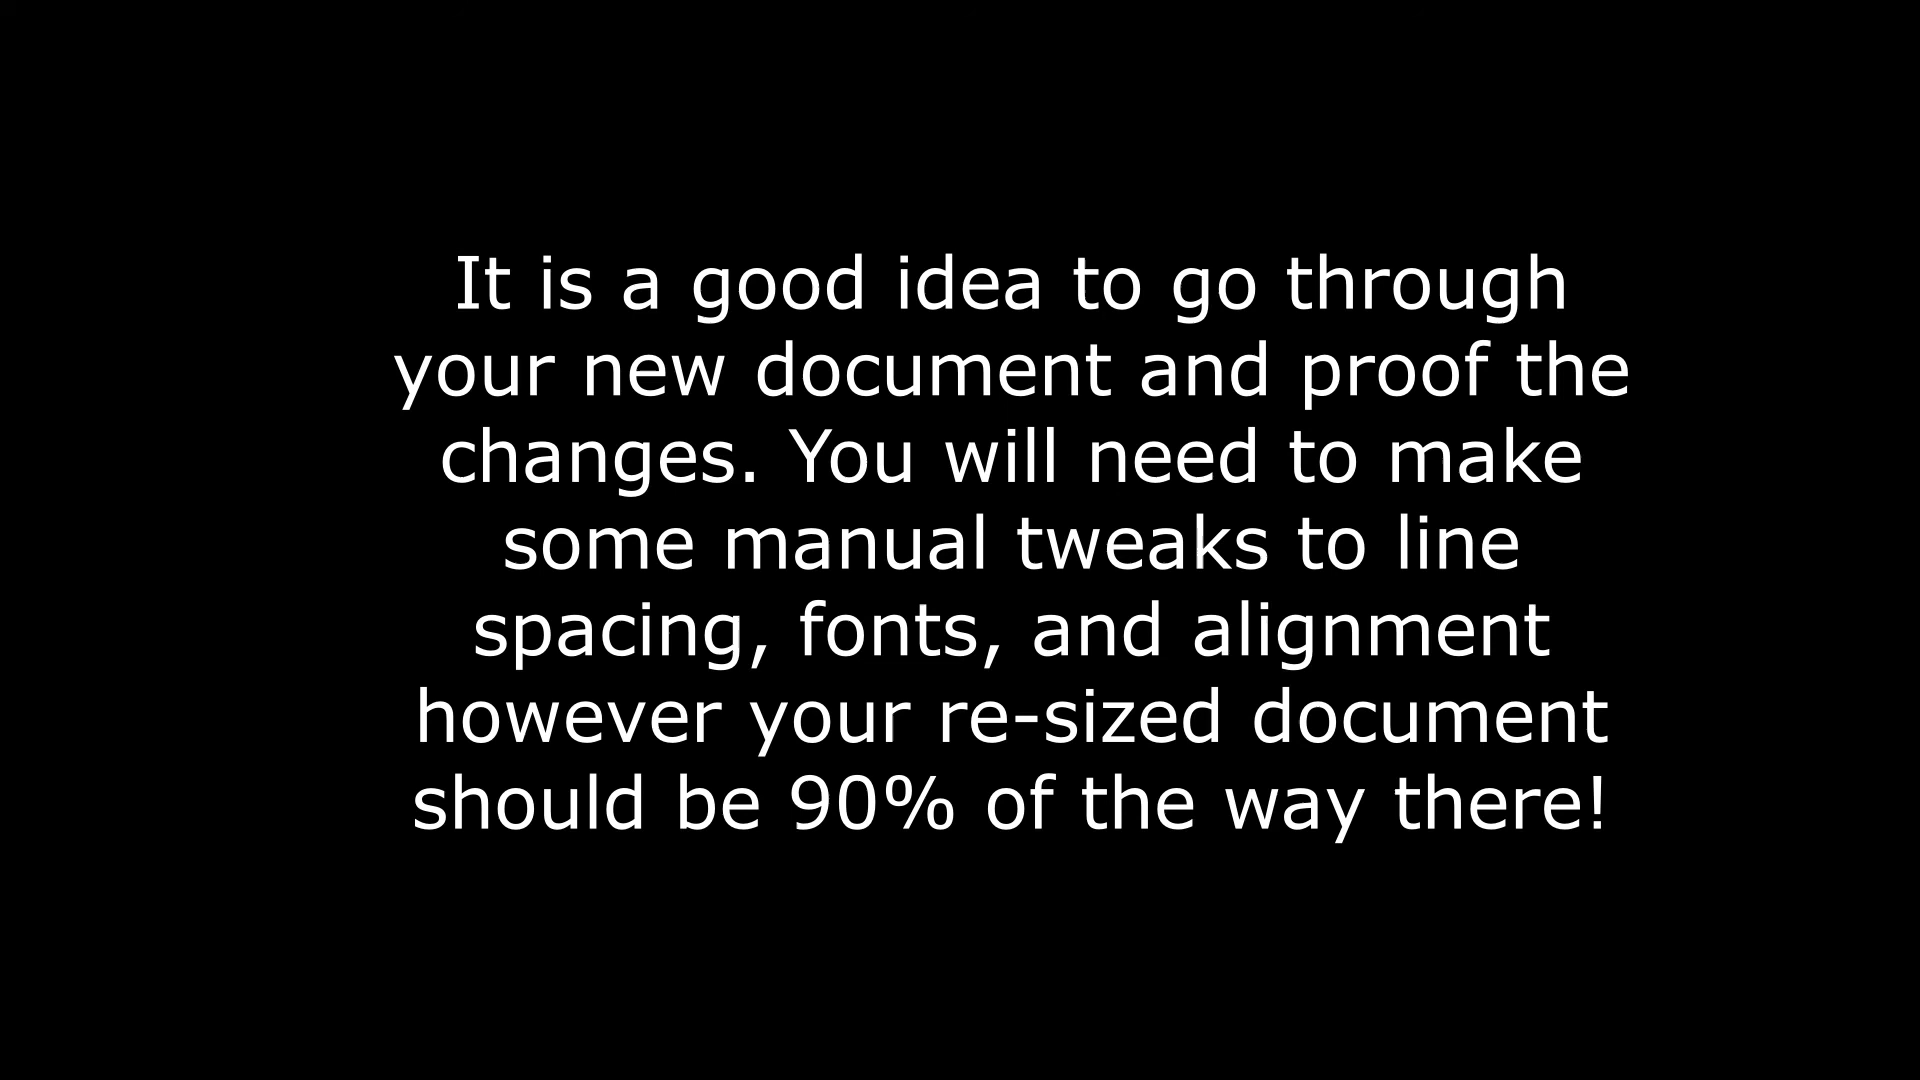 It is a good idea to go through
your new document and proof the
changes. You will need to make
some manual tweaks to line
spacing, fonts, and alignment
however your re-sized document
should be 90% of the way there!